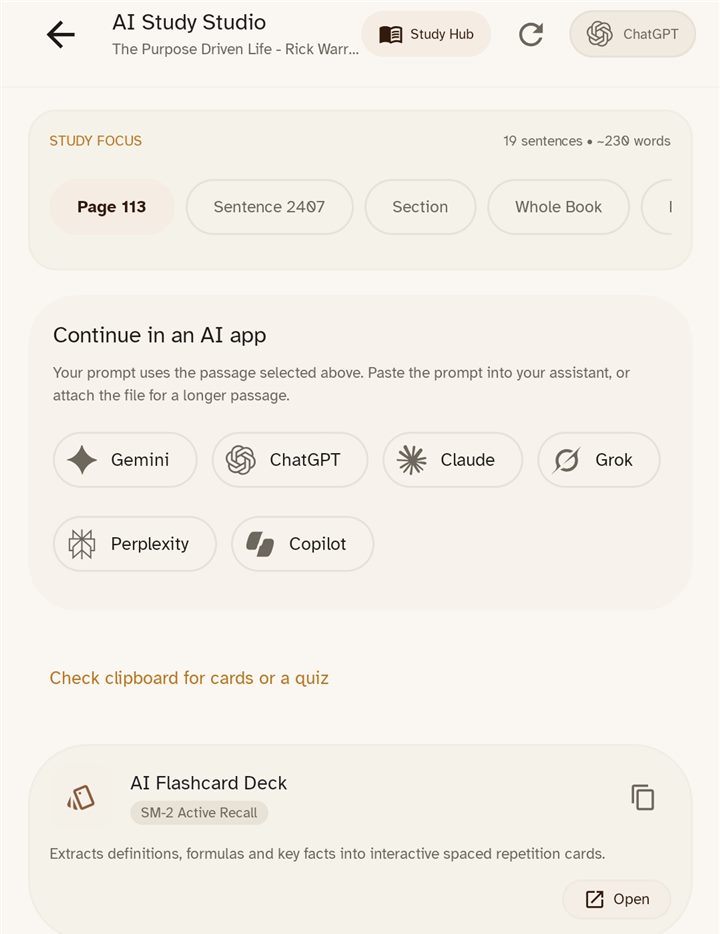 AI Study Studio
The Purpose Driven Life - Rick Warr...
Study Hub
ChatGPT
STUDY FOCUS
19 sentences • ~230 words
Page 113
Sentence 2407
Section
Whole Book
Continue in an AI app
Your prompt uses the passage selected above. Paste the prompt into your assistant, or
attach the file for a longer passage.
Gemini
ChatGPT
Claude
Grok
Perplexity
Copilot
Check clipboard for cards or a quiz
AI Flashcard Deck
SM-2 Active Recall
Extracts definitions, formulas and key facts into interactive spaced repetition cards.
Open